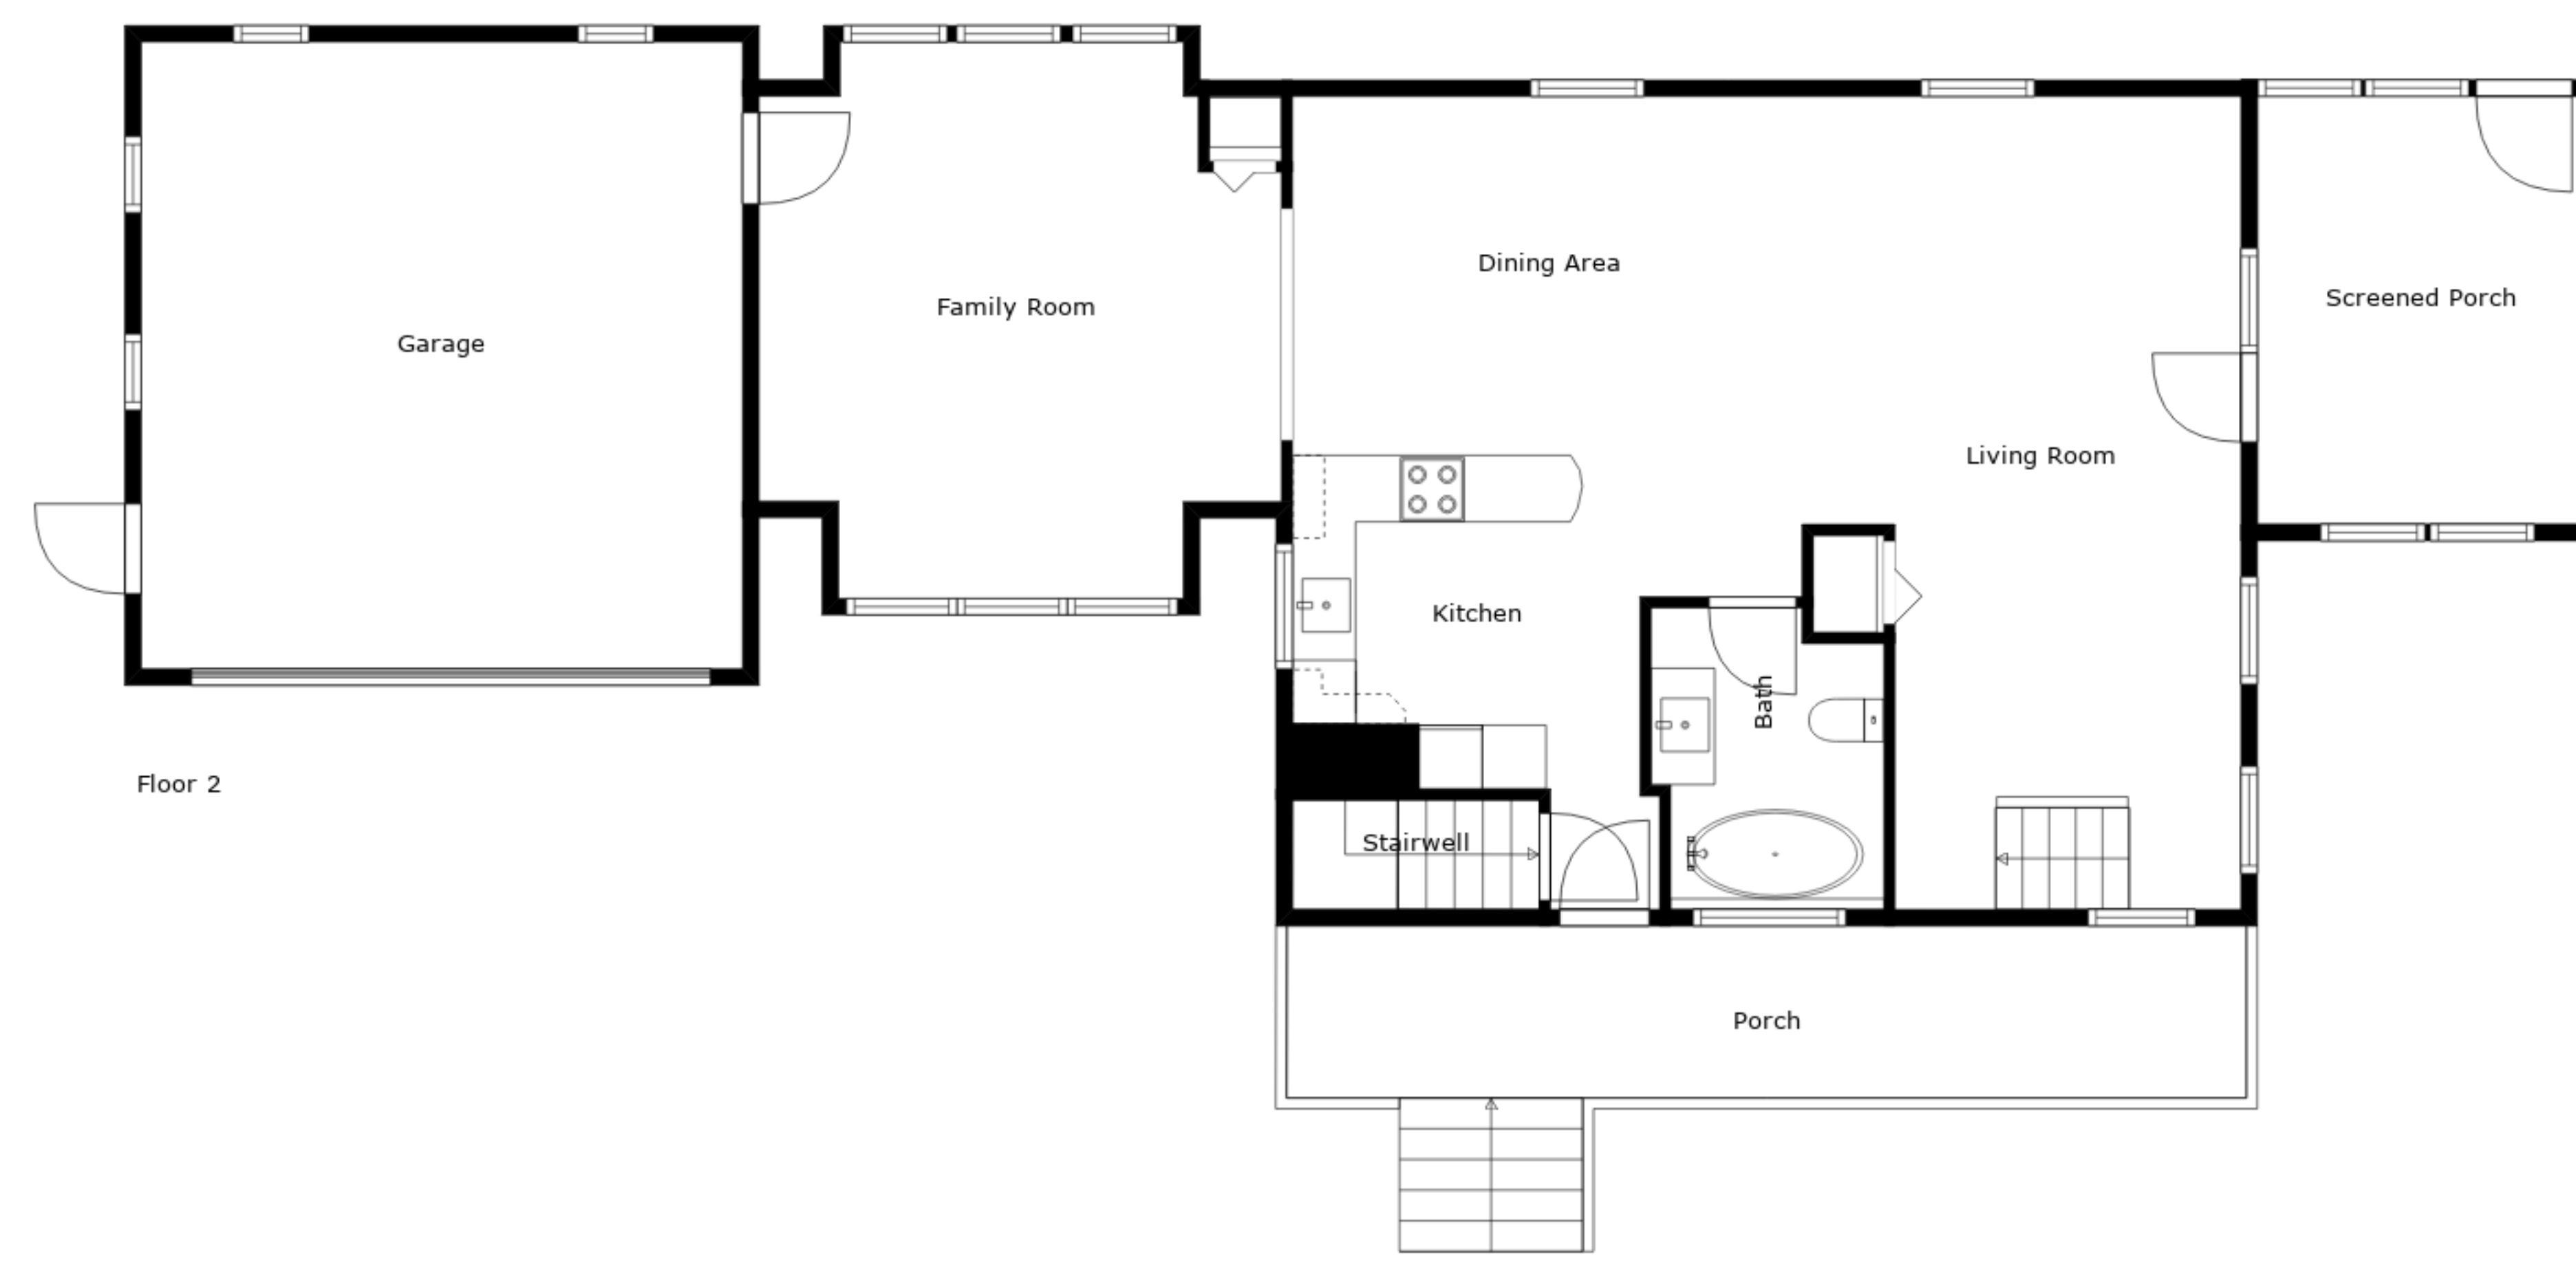 Dining Area
Screened Porch
Family Room
Garage
Living Room
Kitchen
Bath
Floor 2
Stairwell
Porch